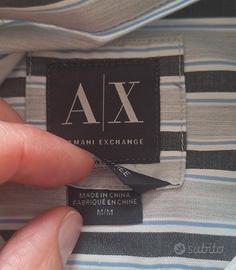 A|X
ARMANI EXCHANGE
MADE IN CHINA
FABRIQUÉ EN CHINE
M/M
subito